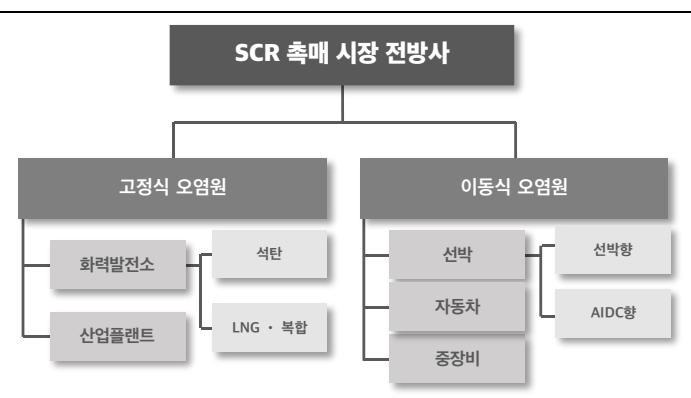 SCR 촉매 시장 전방사
고정식 오염원
이동식 오염원
화력발전소
석탄
LNG · 복합
산업플랜트
선박
선박향
AIDC향
자동차
중장비